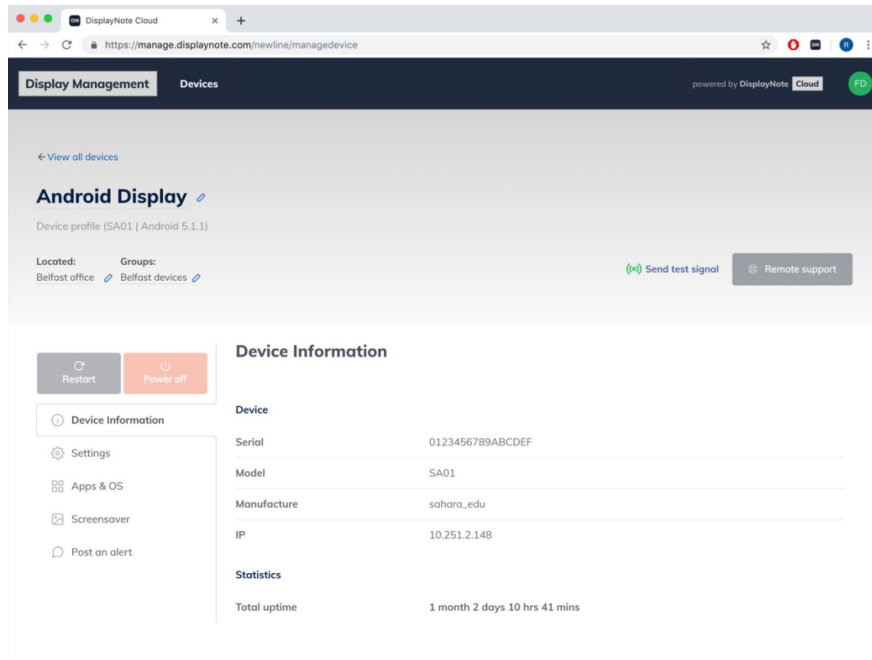 DN DisplayNote Cloud
https://manage.displaynote.com/newline/managedevice
R
Display Management Devices powered by DisplayNote Cloud FD
View all devices
Android Display
Device profile (SA01 | Android 5.1.1)
Located: Groups:
Belfast office Belfast devices
Send test signal Remote support
Restart Power off
Device Information
Settings
Apps & OS
Screensaver
Post an alert
Device Information
Device
Serial 0123456789ABCDEF
Model SA01
Manufacture sahara_edu
IP 10.251.2.148
Statistics
Total uptime 1 month 2 days 10 hrs 41 mins